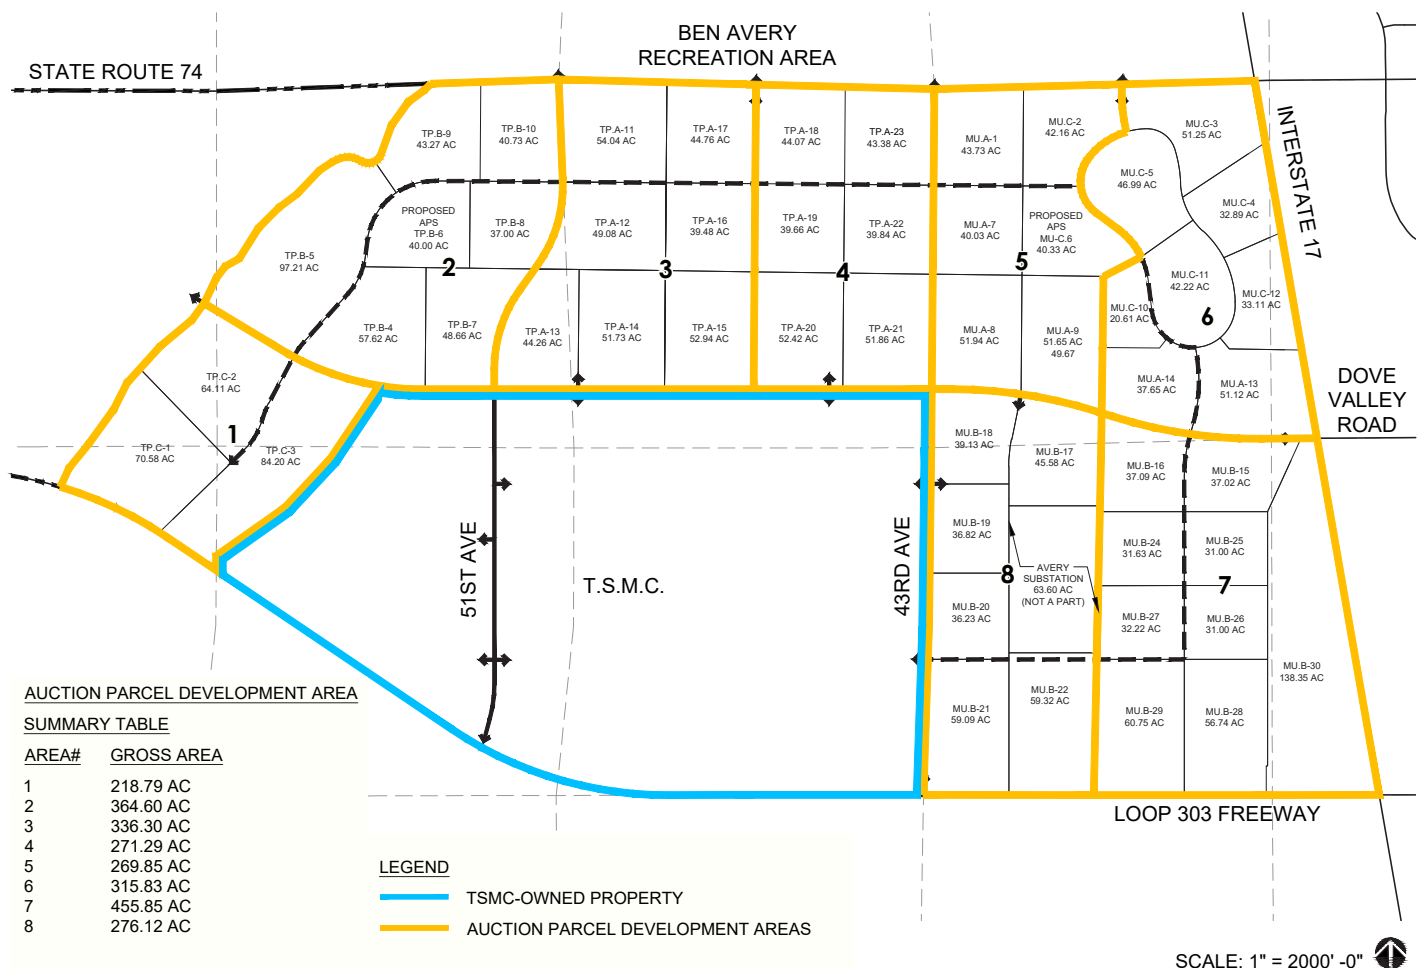 BEN AVERY
RECREATION AREA
STATE ROUTE 74
INTERSTATE 17
TP.B-9
43.27 AC
TP.B-10
40.73 AC
TP.A-11
54.04 AC
TP.A-17
44.76 AC
TP.A-18
44.07 AC
TP.A-23
43.38 AC
MU.A-1
43.73 AC
MU.C-2
42.16 AC
MU.C-3
51.25 AC
MU.C-5
46.99 AC
MU.C-4
32.89 AC
PROPOSED
APS
TP.B-6
40.00 AC
TP.B-8
37.00 AC
TP.A-12
49.08 AC
TP.A-16
39.48 AC
TP.A-19
39.66 AC
TP.A-22
39.84 AC
MU.A-7
40.03 AC
PROPOSED
APS
MU-C.6
40.33 AC
TP.B-5
97.21 AC
2
3
4
5
MU.C-11
42.22 AC
MU.C-12
33.11 AC
MU.C-10
20.61 AC
6
TP.B-4
57.62 AC
TP.B-7
48.66 AC
TP.A-13
44.26 AC
TP.A-14
51.73 AC
TP.A-15
52.94 AC
TP.A-20
52.42 AC
TP.A-21
51.86 AC
MU.A-8
51.94 AC
MU.A-9
51.65 AC
49.67
MU.A-14
37.65 AC
MU.A-13
51.12 AC
DOVE
VALLEY
ROAD
TP.C-2
64.11 AC
1
TP.C-1
70.58 AC
TP.C-3
84.20 AC
MU.B-18
39.13 AC
MU.B-17
45.58 AC
MU.B-16
37.09 AC
MU.B-15
37.02 AC
51ST AVE
T.S.M.C.
43RD AVE
MU.B-19
36.82 AC
MU.B-24
31.63 AC
MU.B-25
31.00 AC
8
AVERY
SUBSTATION
63.60 AC
(NOT A PART)
7
MU.B-20
36.23 AC
MU.B-27
32.22 AC
MU.B-26
31.00 AC
MU.B-30
138.35 AC
MU.B-21
59.09 AC
MU.B-22
59.32 AC
MU.B-29
60.75 AC
MU.B-28
56.74 AC
LOOP 303 FREEWAY
AUCTION PARCEL DEVELOPMENT AREA
SUMMARY TABLE
AREA# GROSS AREA
1 218.79 AC
2 364.60 AC
3 336.30 AC
4 271.29 AC
5 269.85 AC
6 315.83 AC
7 455.85 AC
8 276.12 AC
LEGEND
TSMC-OWNED PROPERTY
AUCTION PARCEL DEVELOPMENT AREAS
SCALE: 1" = 2000' -0"